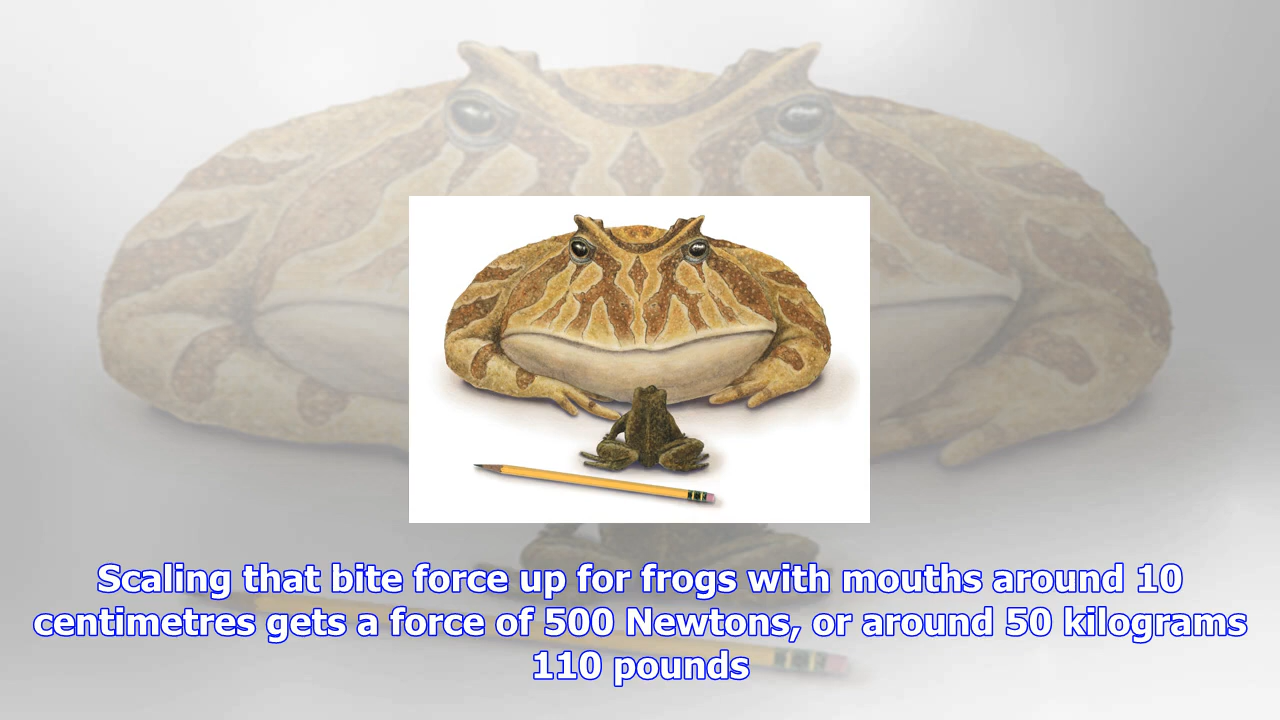 Scaling that bite force up for frogs with mouths around 10
centimetres gets a force of 500 Newtons, or around 50 kilograms
110 pounds